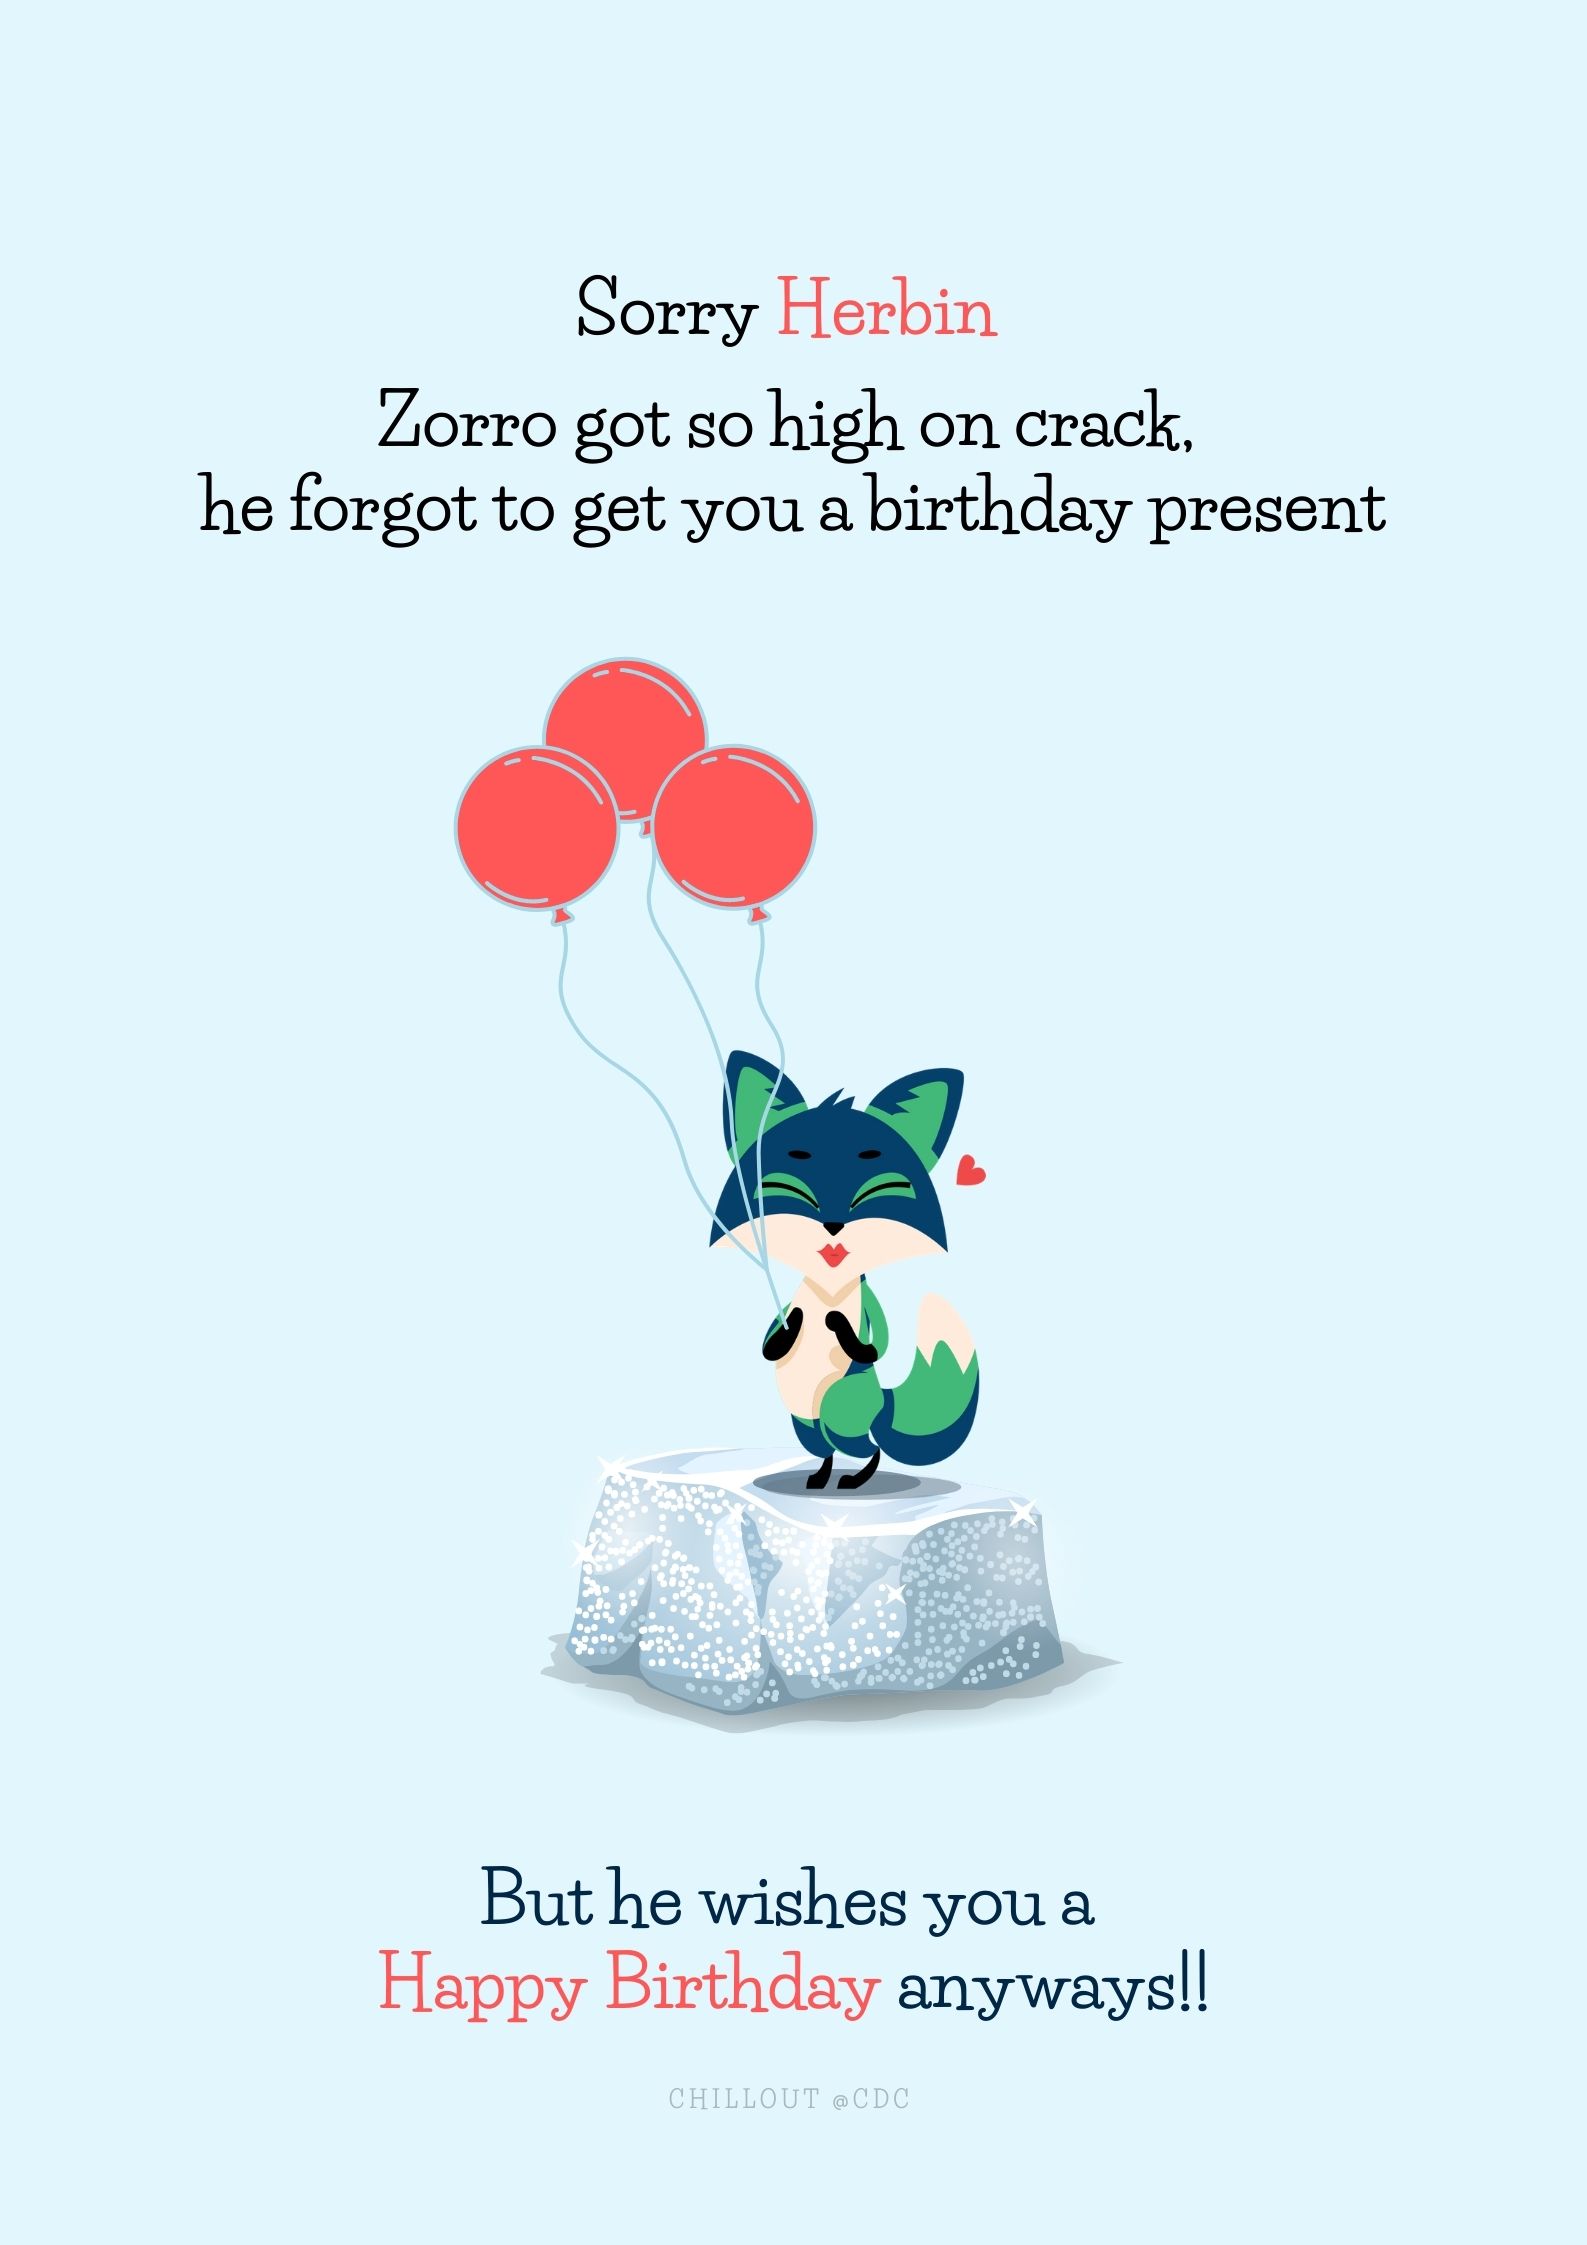 Sorry Herbin
Zorro got so high on crack,
he forgot to get you a birthday present
But he wishes you a
Happy Birthday anyways!!
CHILLOUT @CDC